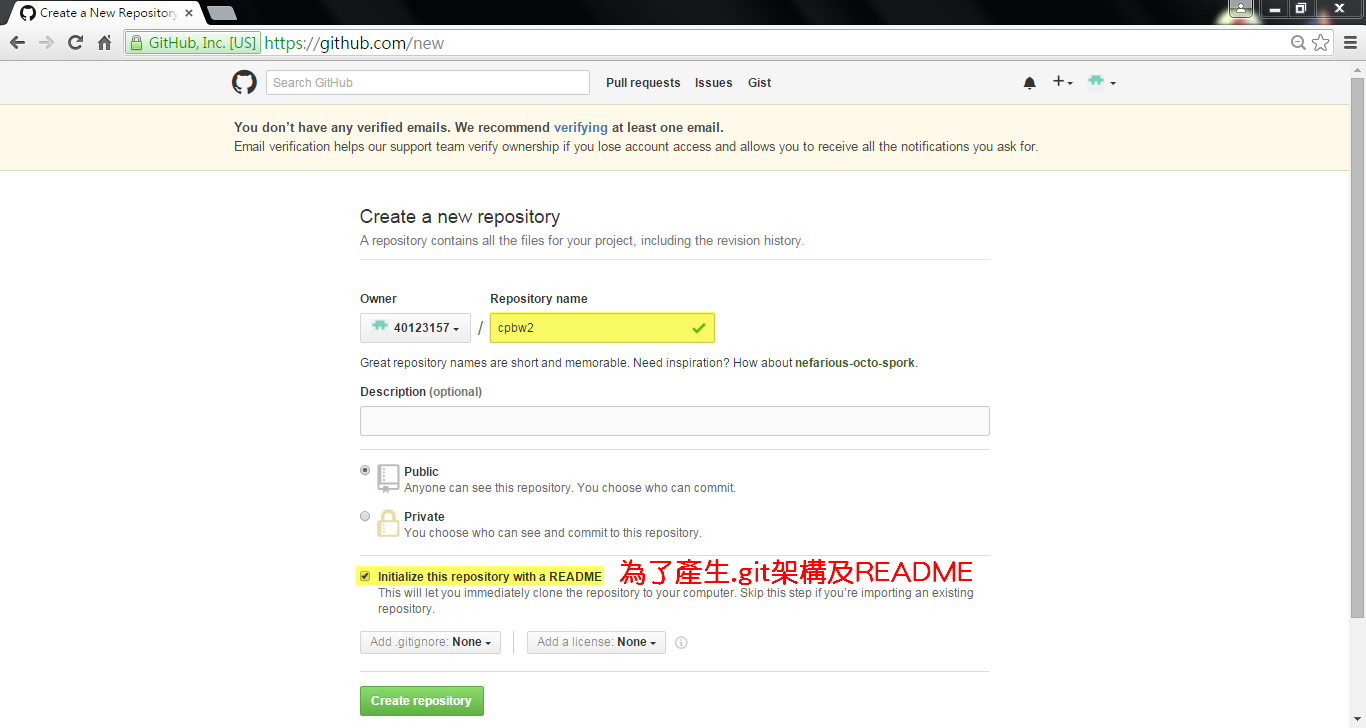 Create a New Repository
GitHub, Inc. [US] https://github.com/new
Search GitHub
Pull requests Issues Gist
You don't have any verified emails. We recommend verifying at least one email.
Email verification helps our support team verify ownership if you lose account access and allows you to receive all the notifications you ask for.
Create a new repository
A repository contains all the files for your project, including the revision history.
Owner Repository name
40123157 / cpbw2
Great repository names are short and memorable. Need inspiration? How about nefarious-octo-spork.
Description (optional)
Public
Anyone can see this repository. You choose who can commit.
Private
You choose who can see and commit to this repository.
Initialize this repository with a README 為了產生.git架構及README
This will let you immediately clone the repository to your computer. Skip this step if you're importing an existing
repository.
Add .gitignore: None Add a license: None
Create repository